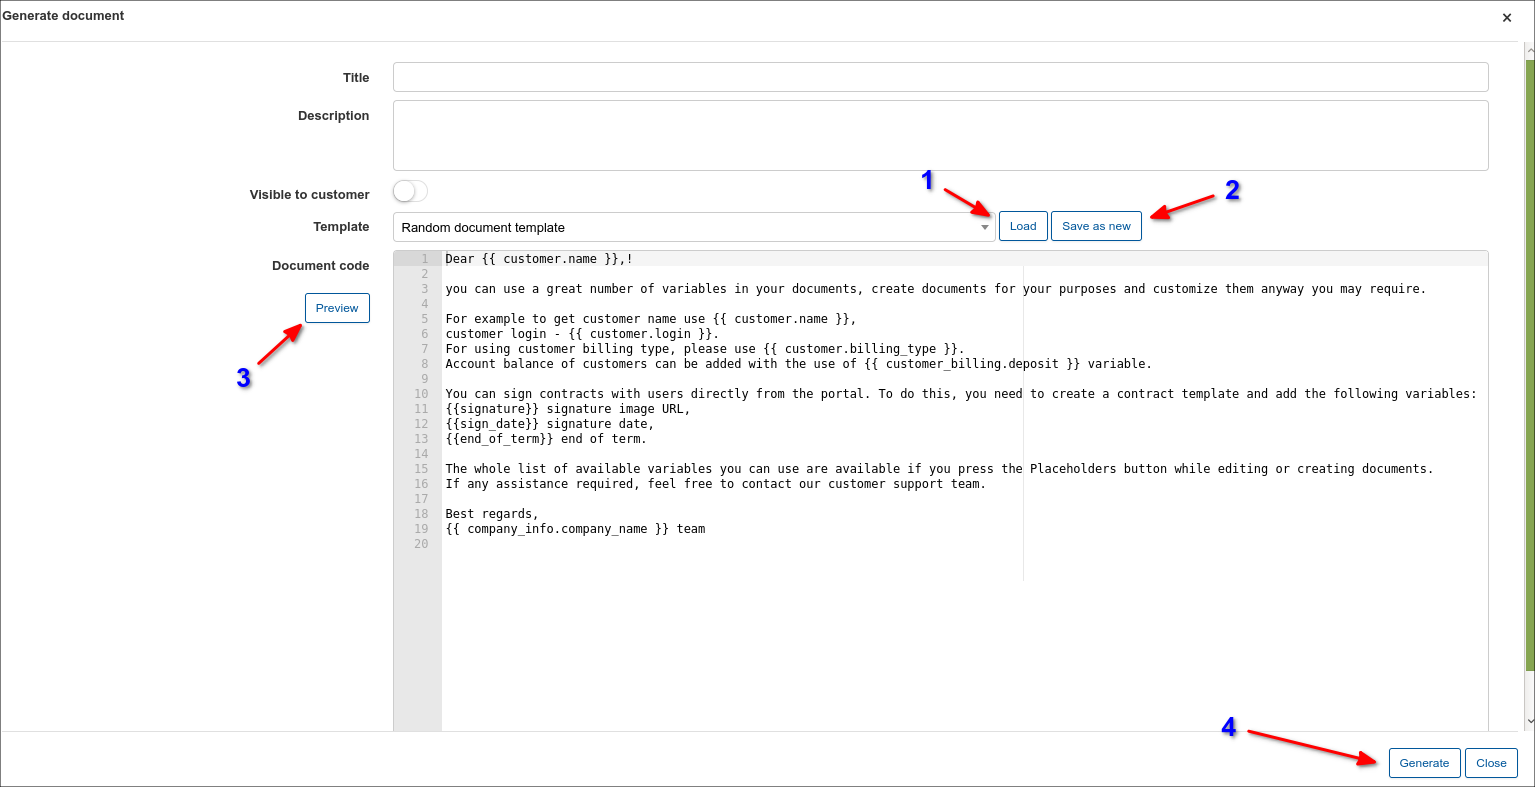 Generate document
×
Title
Description
Visible to customer
1
2
Template
Random document template
Load
Save as new
Document code
Preview
3
1 Dear {{ customer.name }},!
2
3 you can use a great number of variables in your documents, create documents for your purposes and customize them anyway you may require.
4
5 For example to get customer name use {{ customer.name }},
6 customer login - {{ customer.login }}.
7 For using customer billing type, please use {{ customer.billing_type }}.
8 Account balance of customers can be added with the use of {{ customer_billing.deposit }} variable.
9
10 You can sign contracts with users directly from the portal. To do this, you need to create a contract template and add the following variables:
11 {{signature}} signature image URL,
12 {{sign_date}} signature date,
13 {{end_of_term}} end of term.
14
15 The whole list of available variables you can use are available if you press the Placeholders button while editing or creating documents.
16 If any assistance required, feel free to contact our customer support team.
17
18 Best regards,
19 {{ company_info.company_name }} team
20
4
Generate
Close